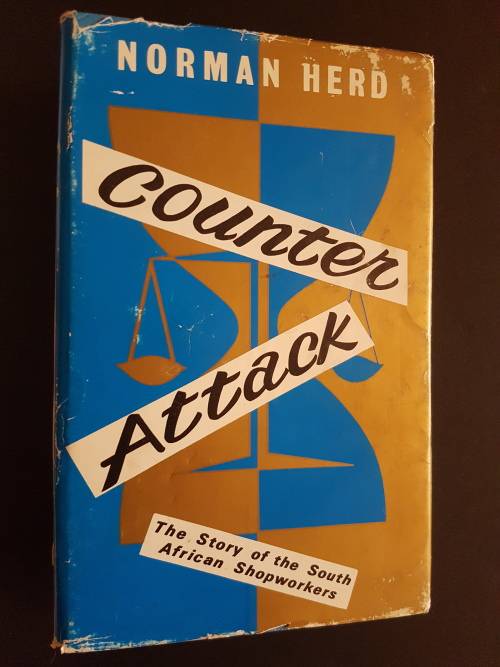 NORMAN HERD
Counter
Attack
The Story of the South
African Shopworkers